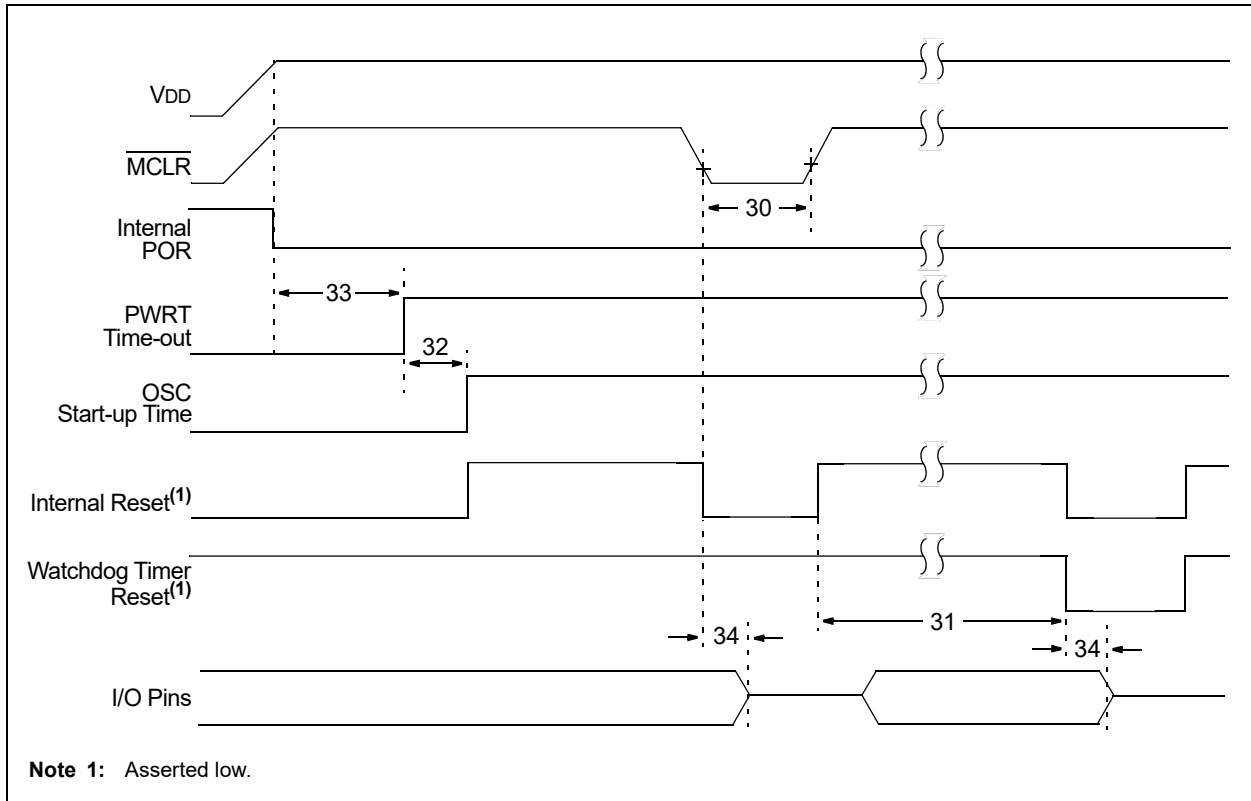 VDD
MCLR
30
Internal
POR
33
PWRT
Time-out
32
OSC
Start-up Time
Internal Reset(1)
Watchdog Timer
Reset(1)
31
34
34
I/O Pins
Note 1: Asserted low.